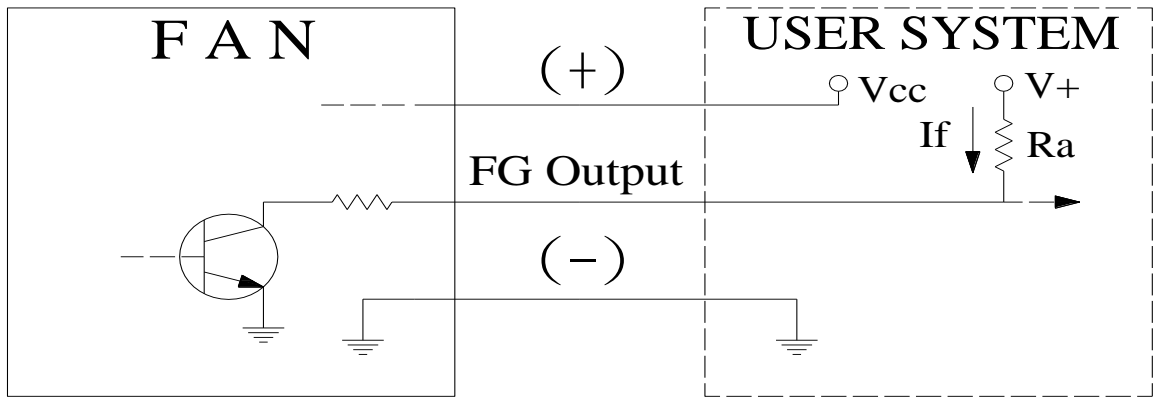 F A N
USER SYSTEM
(+)
Vcc
V+
If
Ra
FG Output
(-)